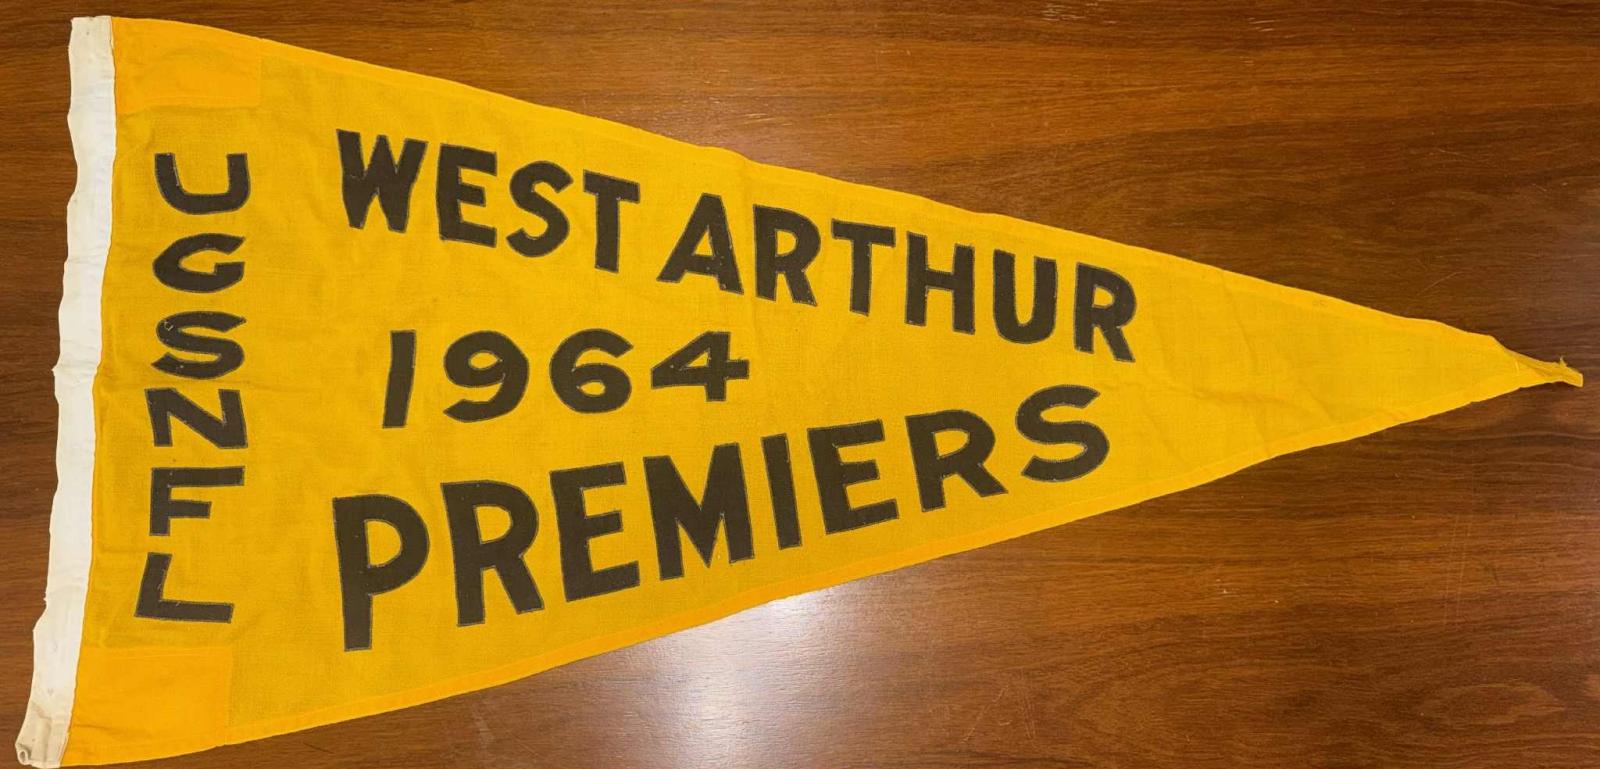 UGSNFL
WEST ARTHUR
1964
PREMIERS